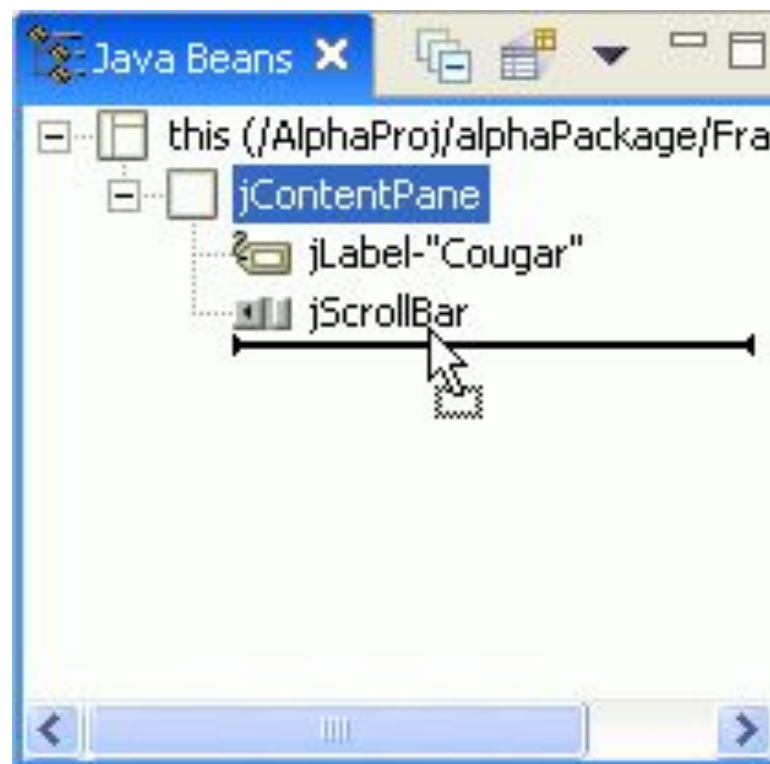 Java Beans
this (/AlphaProj/alphaPackage/Fra
jContentPane
jLabel-"Cougar"
jScrollBar